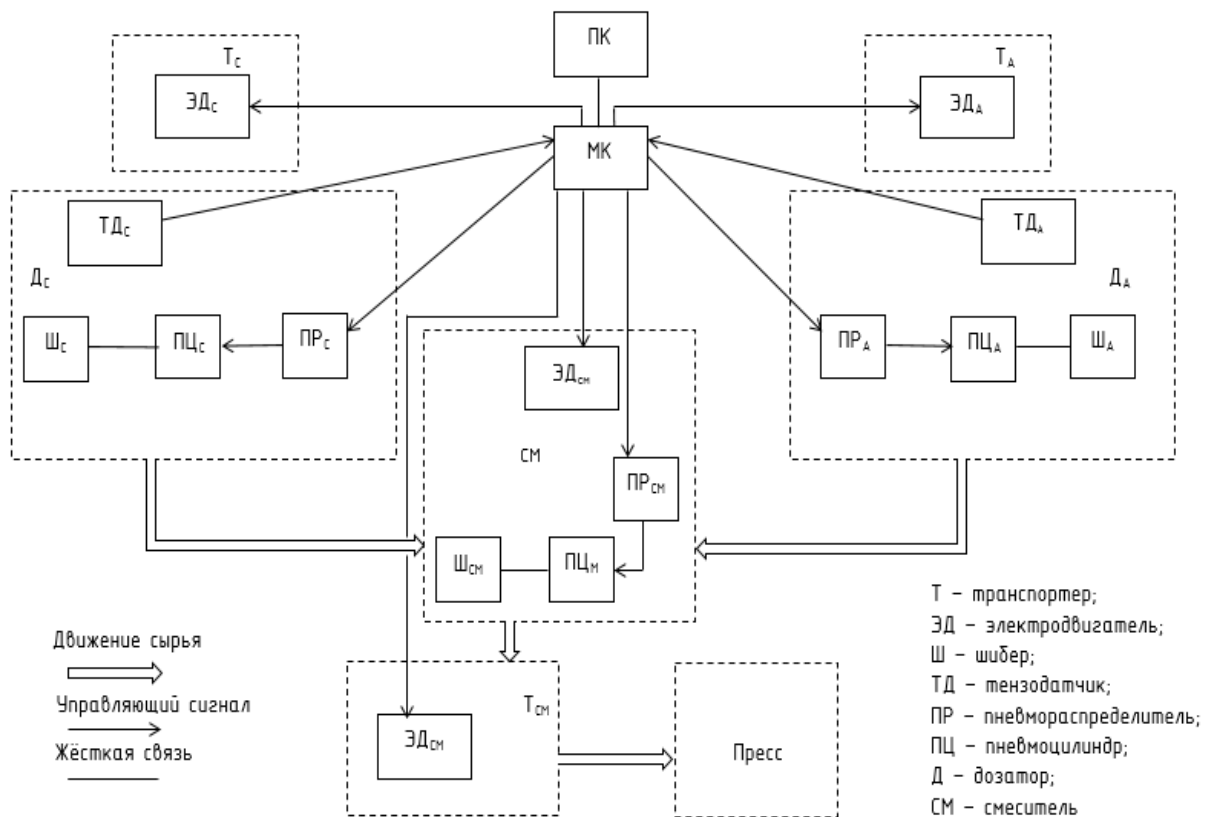 ПК
Тс
ТА
ЭДс
ЭДА
МК
ТДс
ТДА
Дс
ДА
Шс
ПЦс
ПРс
ПРА
ПЦА
ША
ЭДсм
СМ
ПРСМ
ШСМ
ПЦМ
Движение сырья
Управляющий сигнал
Жёсткая связь
ТСМ
ЭДСМ
Пресс
Т – транспортер;
ЭД – электродвигатель;
Ш – шибер;
ТД – тензодатчик;
ПР – пневмораспределитель;
ПЦ – пневмоцилиндр;
Д – дозатор;
СМ – смеситель